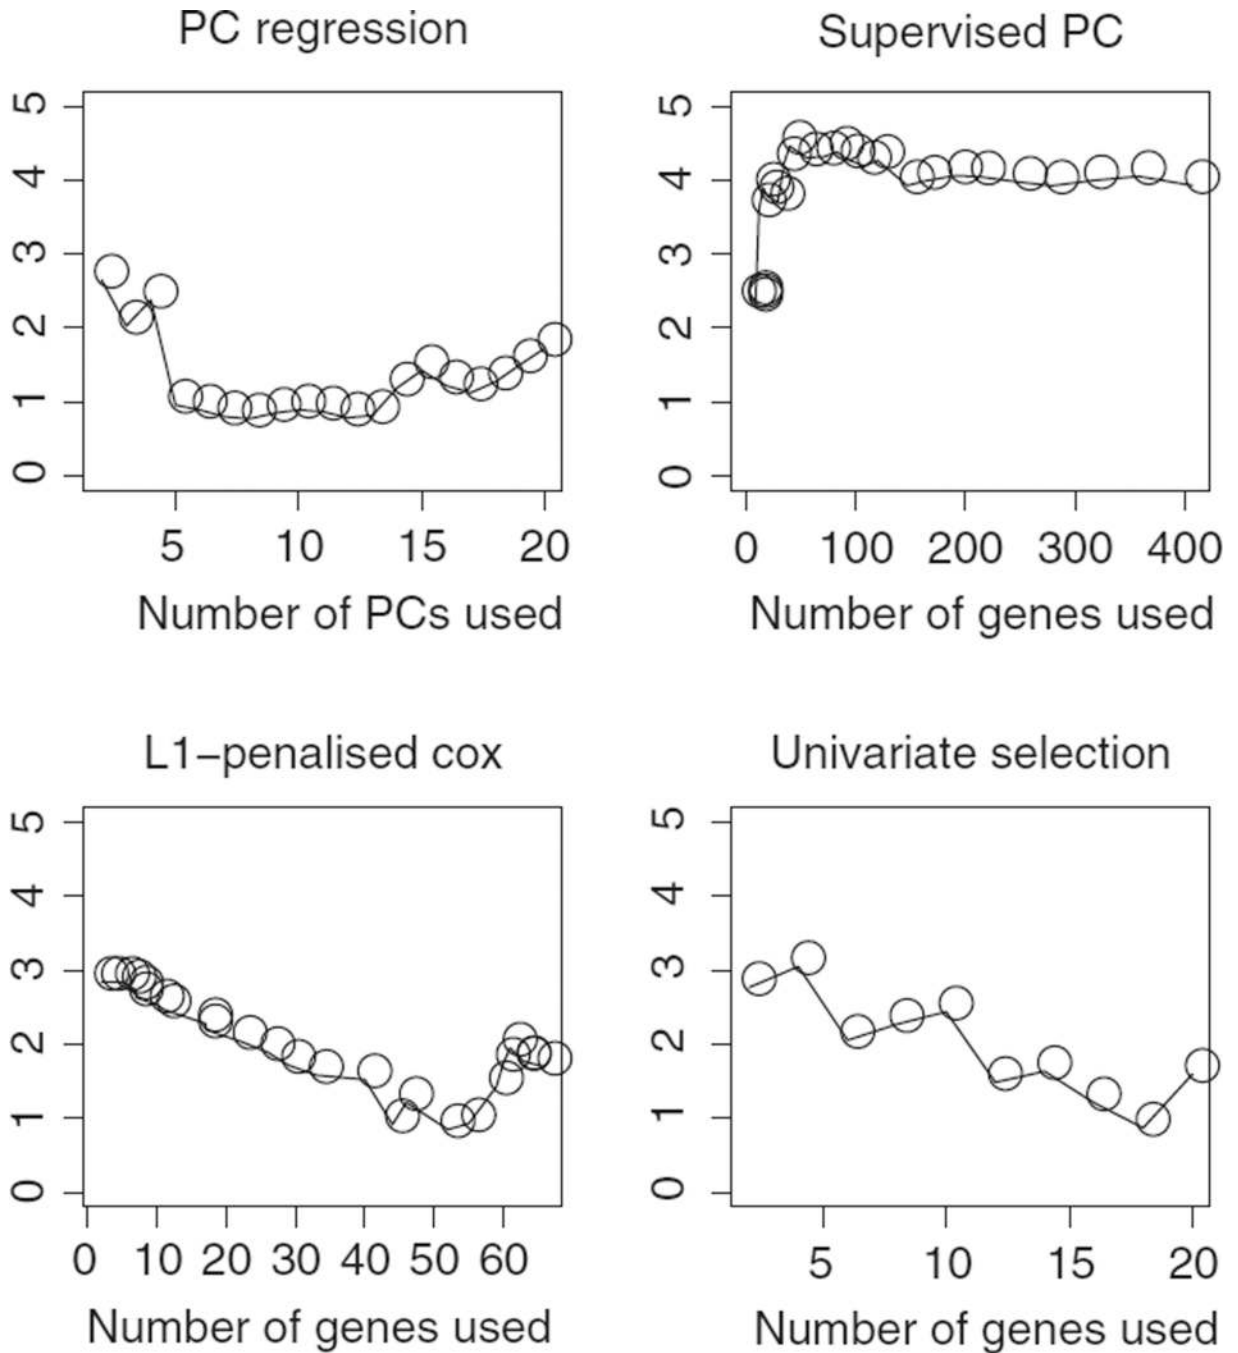 PC regression
5
4
3
2
1
0
5 10 15 20
Number of PCs used
Supervised PC
5
4
3
2
1
0
0 100 200 300 400
Number of genes used
L1–penalised cox
5
4
3
2
1
0
0 10 20 30 40 50 60
Number of genes used
Univariate selection
5
4
3
2
1
0
5 10 15 20
Number of genes used